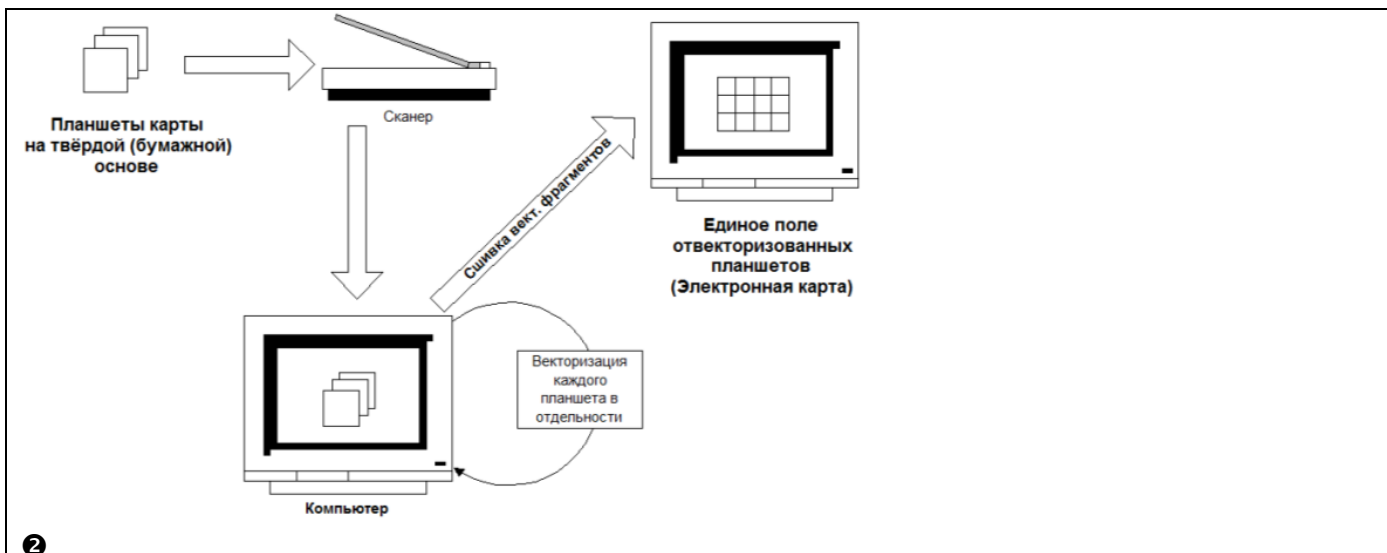 Планшеты карты
на твёрдой (бумажной)
основе
Сканер
Сшивка вект. фрагментов
Единое поле
отвекторизованных
планшетов
(Электронная карта)
Векторизация
каждого
планшета в
отдельности
Компьютер
❷